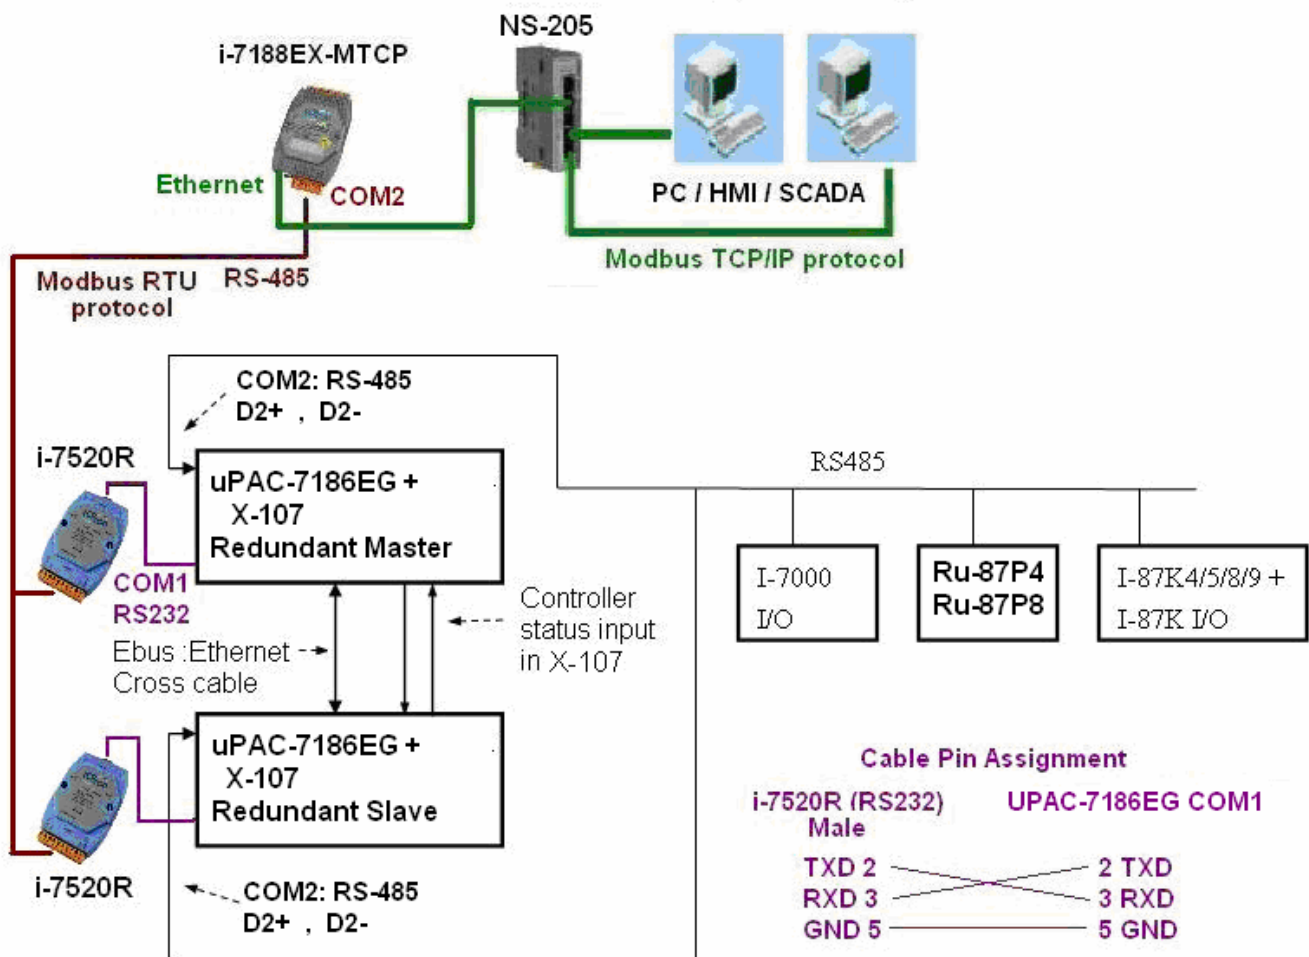 NS-205
i-7188EX-MTCP
Ethernet
COM2
PC / HMI / SCADA
Modbus TCP/IP protocol
Modbus RTU
protocol
RS-485
COM2: RS-485
D2+ , D2-
i-7520R
uPAC-7186EG +
X-107
Redundant Master
RS485
COM1
RS232
I-7000
I/O
Ru-87P4
Ru-87P8
I-87K4/5/8/9 +
I-87K I/O
Controller
status input
in X-107
Ebus :Ethernet
Cross cable
uPAC-7186EG +
X-107
Redundant Slave
i-7520R
COM2: RS-485
D2+ , D2-
Cable Pin Assignment
i-7520R (RS232)
Male
UPAC-7186EG COM1
TXD 2
2 TXD
RXD 3
3 RXD
GND 5
5 GND